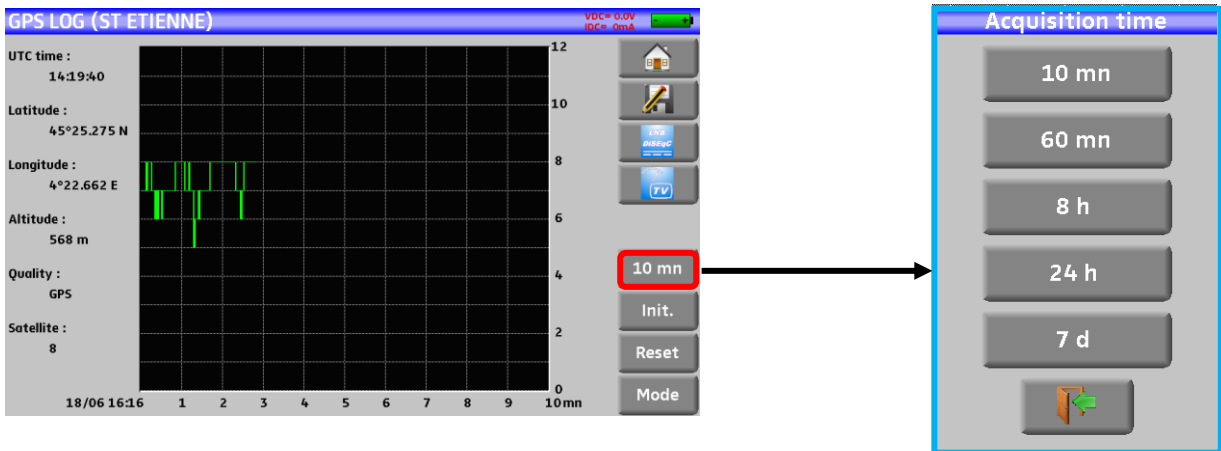 GPS LOG (ST ETIENNE)
VDC= 0.0V
IDC= 0mA
- +
UTC time :
14:19:40
Latitude :
45°25.275 N
Longitude :
4°22.662 E
Altitude :
568 m
Quality :
GPS
Satellite :
8
12
10
8
6
4
2
0
18/06 16:16 1 2 3 4 5 6 7 8 9 10mn
LNB
DiSEqC
TV
10 mn
Init.
Reset
Mode
Acquisition time
10 mn
60 mn
8 h
24 h
7 d